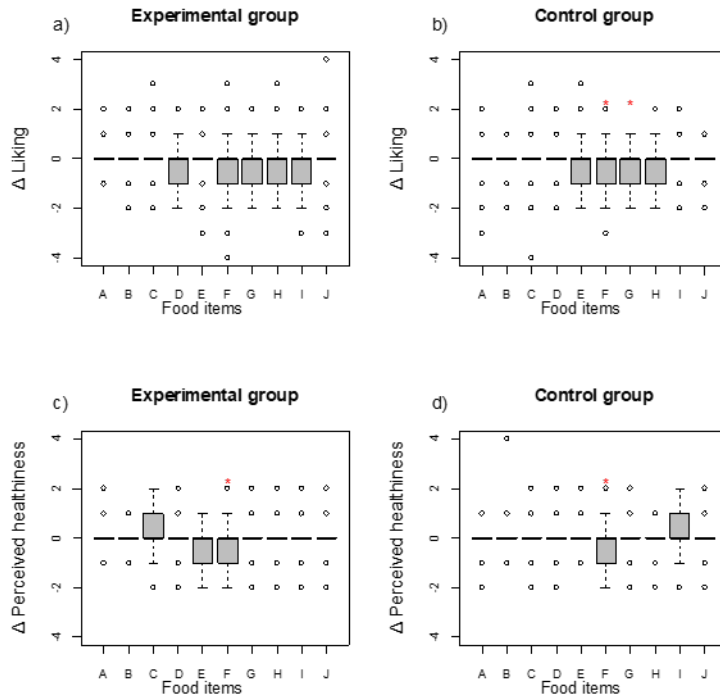 a)
Experimental group
Δ Liking
4
2
0
-2
-4
A B C D E F G H I J
Food items
b)
Control group
Δ Liking
4
2
0
-2
-4
* *
A B C D E F G H I J
Food items
c)
Experimental group
Δ Perceived healthiness
4
2
0
-2
-4
*
A B C D E F G H I J
Food items
d)
Control group
Δ Perceived healthiness
4
2
0
-2
-4
*
A B C D E F G H I J
Food items